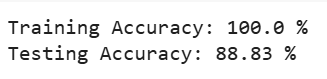 Training Accuracy: 100.0 %
Testing Accuracy: 88.83 %